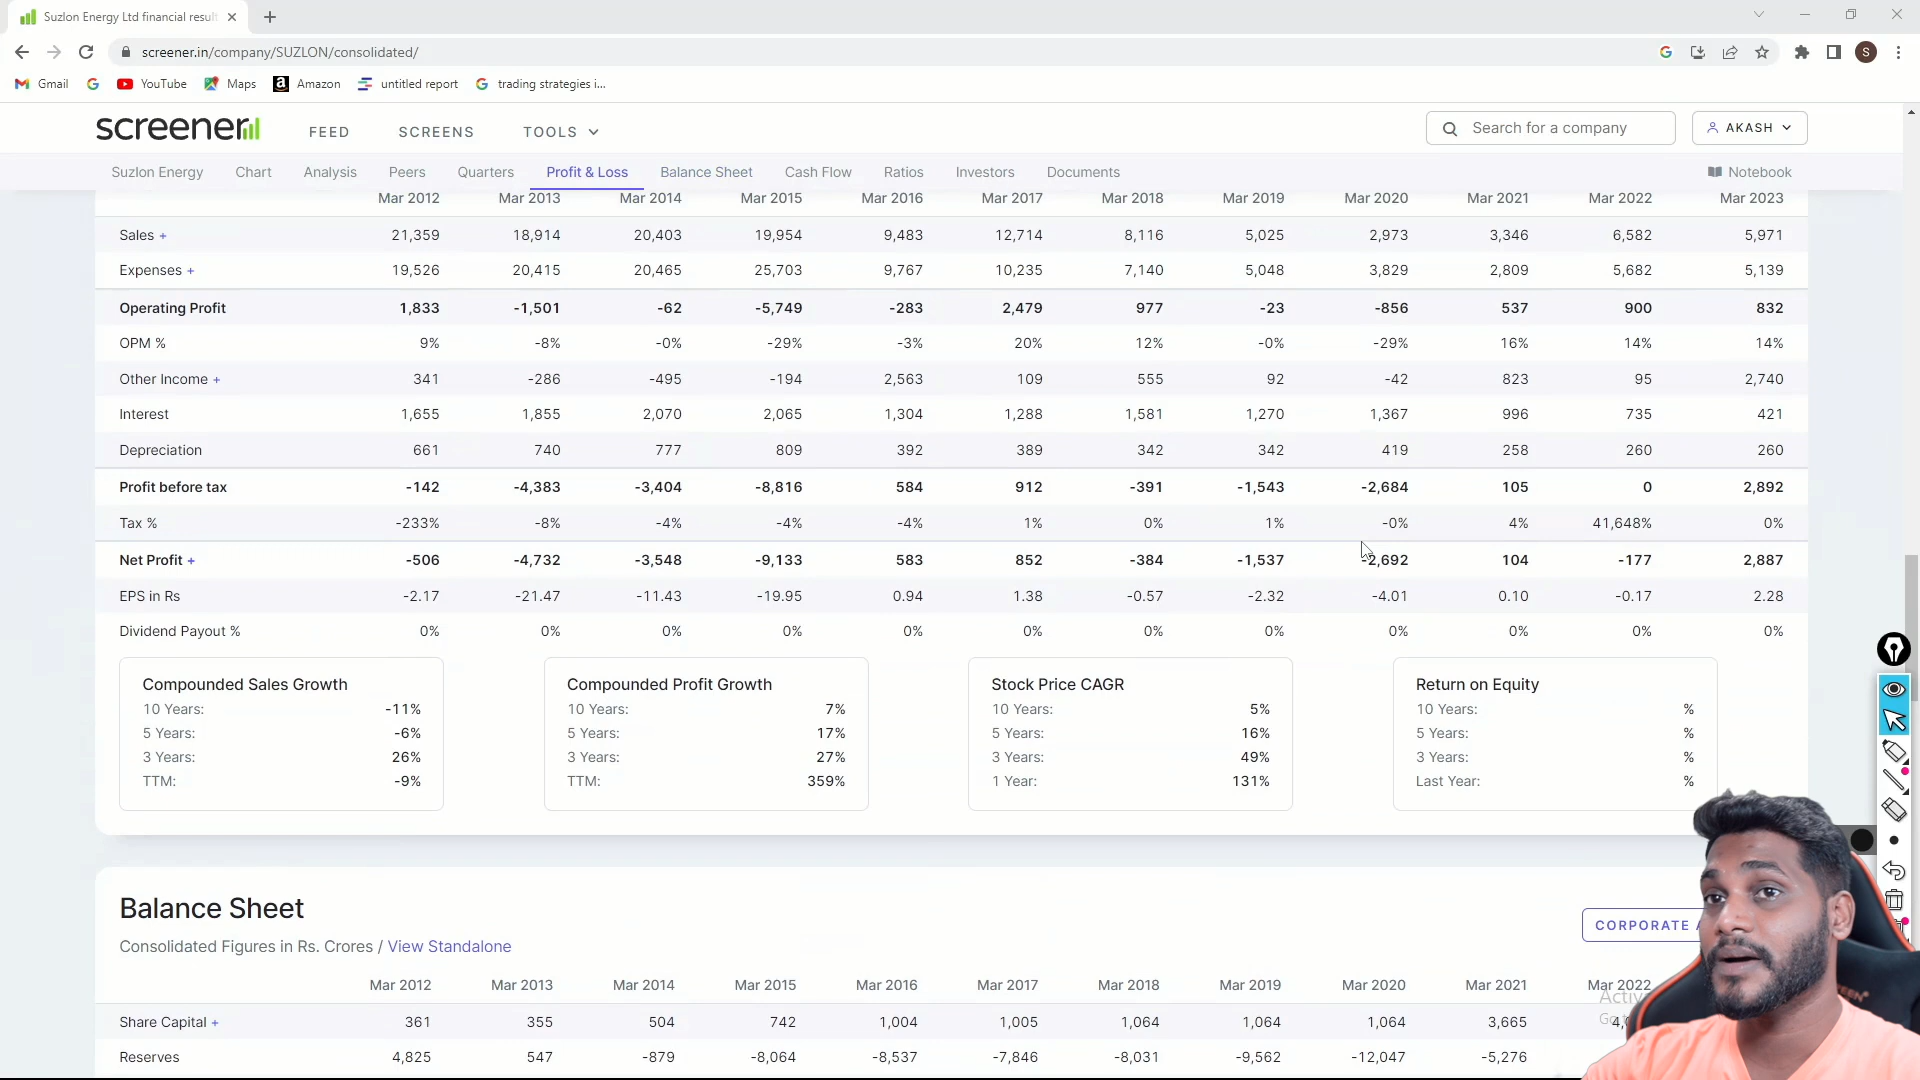 Suzlon Energy Ltd financial resul
screener.in/company/SUZLON/consolidated/
S
Gmail YouTube Maps Amazon untitled report trading strategies i...
screener FEED SCREENS TOOLS Search for a company AKASH
Suzlon Energy Chart Analysis Peers Quarters Profit & Loss Balance Sheet Cash Flow Ratios Investors Documents Notebook
Mar 2012 Mar 2013 Mar 2014 Mar 2015 Mar 2016 Mar 2017 Mar 2018 Mar 2019 Mar 2020 Mar 2021 Mar 2022 Mar 2023
Sales + 21,359 18,914 20,403 19,954 9,483 12,714 8,116 5,025 2,973 3,346 6,582 5,971
Expenses + 19,526 20,415 20,465 25,703 9,767 10,235 7,140 5,048 3,829 2,809 5,682 5,139
Operating Profit 1,833 -1,501 -62 -5,749 -283 2,479 977 -23 -856 537 900 832
OPM % 9% -8% -0% -29% -3% 20% 12% -0% -29% 16% 14% 14%
Other Income + 341 -286 -495 -194 2,563 109 555 92 -42 823 95 2,740
Interest 1,655 1,855 2,070 2,065 1,304 1,288 1,581 1,270 1,367 996 735 421
Depreciation 661 740 777 809 392 389 342 342 419 258 260 260
Profit before tax -142 -4,383 -3,404 -8,816 584 912 -391 -1,543 -2,684 105 0 2,892
Tax % -233% -8% -4% -4% -4% 1% 0% 1% -0% 4% 41,648% 0%
Net Profit + -506 -4,732 -3,548 -9,133 583 852 -384 -1,537 -2,692 104 -177 2,887
EPS in Rs -2.17 -21.47 -11.43 -19.95 0.94 1.38 -0.57 -2.32 -4.01 0.10 -0.17 2.28
Dividend Payout % 0% 0% 0% 0% 0% 0% 0% 0% 0% 0% 0% 0%
Compounded Sales Growth
10 Years: -11%
5 Years: -6%
3 Years: 26%
TTM: -9%
Compounded Profit Growth
10 Years: 7%
5 Years: 17%
3 Years: 27%
TTM: 359%
Stock Price CAGR
10 Years: 5%
5 Years: 16%
3 Years: 49%
1 Year: 131%
Return on Equity
10 Years: %
5 Years: %
3 Years: %
Last Year: %
Balance Sheet
CORPORATE
Consolidated Figures in Rs. Crores / View Standalone
Mar 2012 Mar 2013 Mar 2014 Mar 2015 Mar 2016 Mar 2017 Mar 2018 Mar 2019 Mar 2020 Mar 2021 Mar 2022
Share Capital + 361 355 504 742 1,004 1,005 1,064 1,064 1,064 3,665
Reserves 4,825 547 -879 -8,064 -8,537 -7,846 -8,031 -9,562 -12,047 -5,276